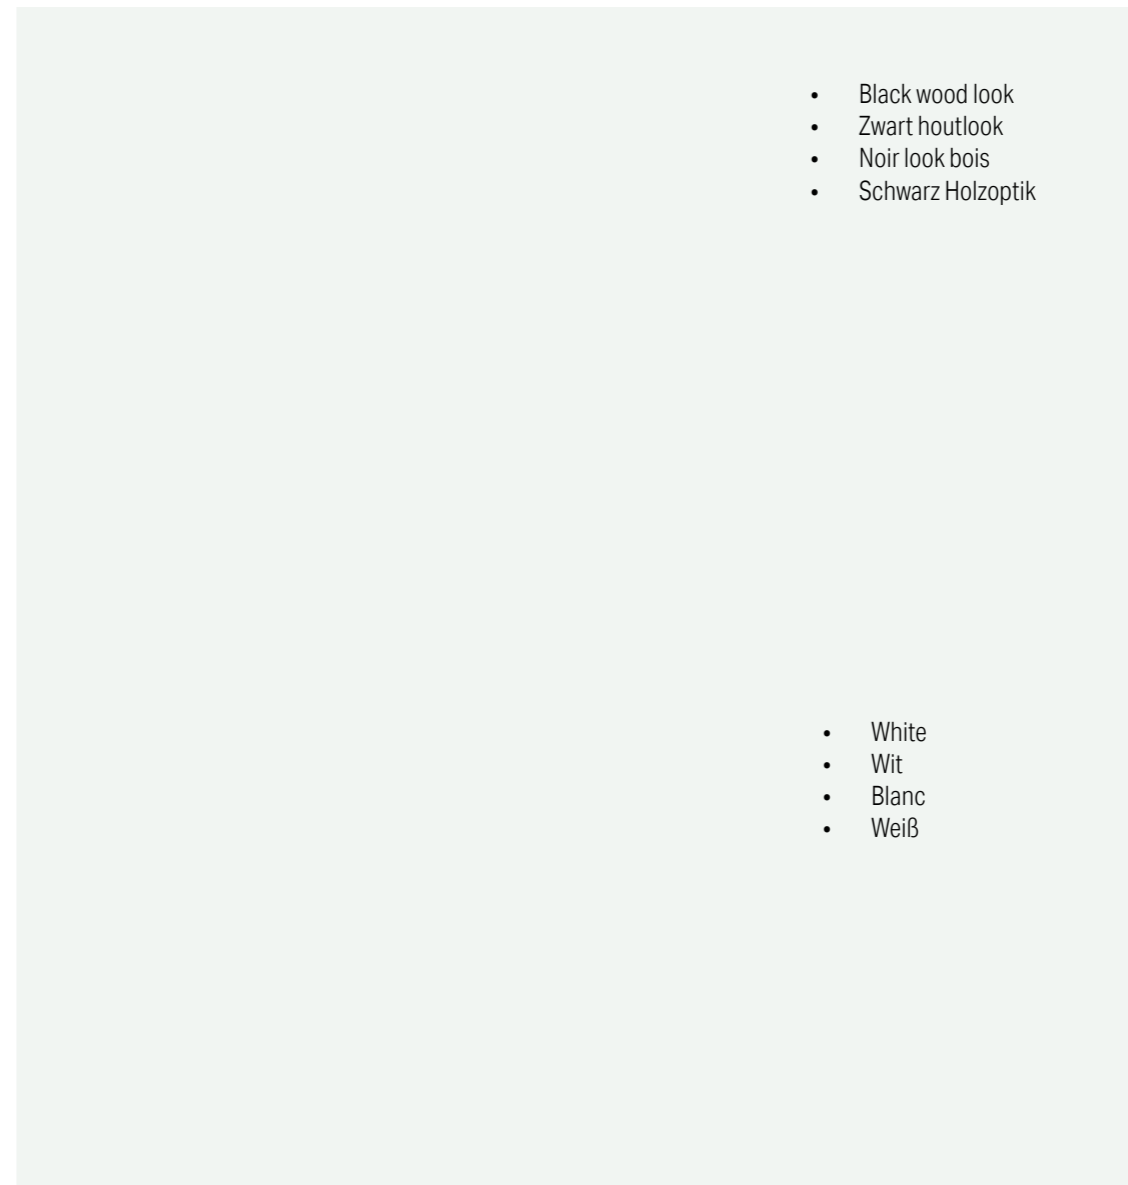 • Black wood look
• Zwart houtlook
• Noir look bois
• Schwarz Holzoptik
• White
• Wit
• Blanc
• Weiß